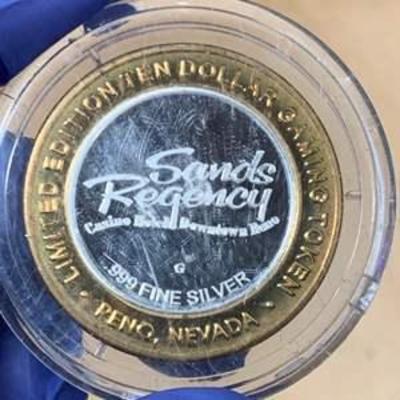 LIMITED EDITION TEN DOLLAR GAMING TOKEN
Sands
Regency
Casino Hotel Downtown Reno
G
.999 FINE SILVER
• RENO, NEVADA •